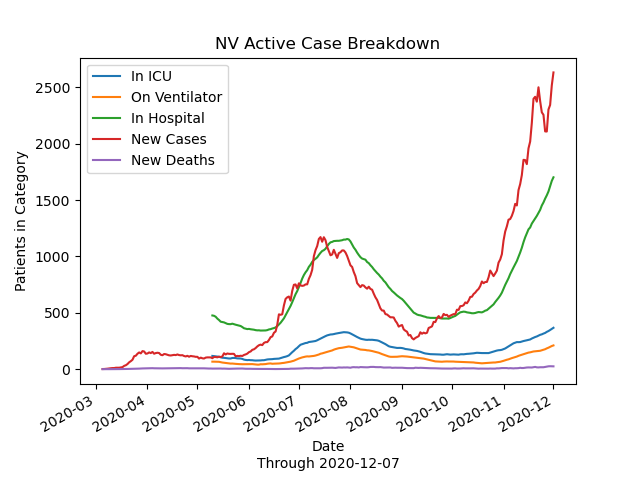 NV Active Case Breakdown
In ICU
On Ventilator
In Hospital
New Cases
New Deaths
Patients in Category
2500
2000
1500
1000
500
0
2020-03
2020-04
2020-05
2020-06
2020-07
2020-08
2020-09
2020-10
2020-11
2020-12
Date
Through 2020-12-07